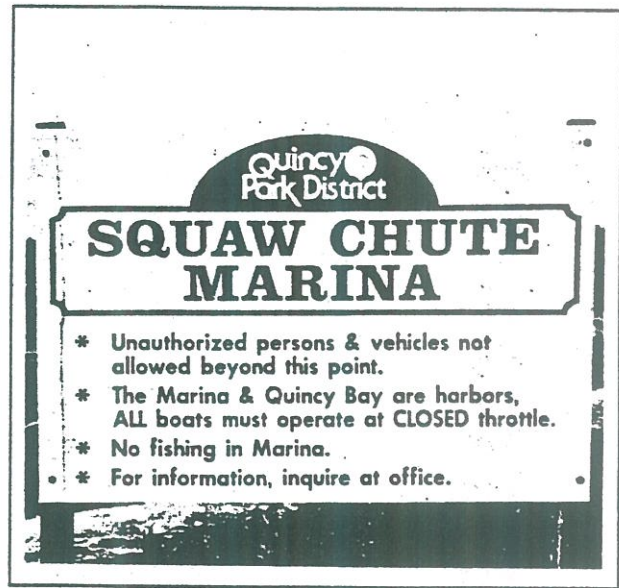 Quincy
Park District
SQUAW CHUTE
MARINA
* Unauthorized persons & vehicles not
allowed beyond this point.
* The Marina & Quincy Bay are harbors,
ALL boats must operate at CLOSED throttle.
* No fishing in Marina.
* For information, inquire at office.